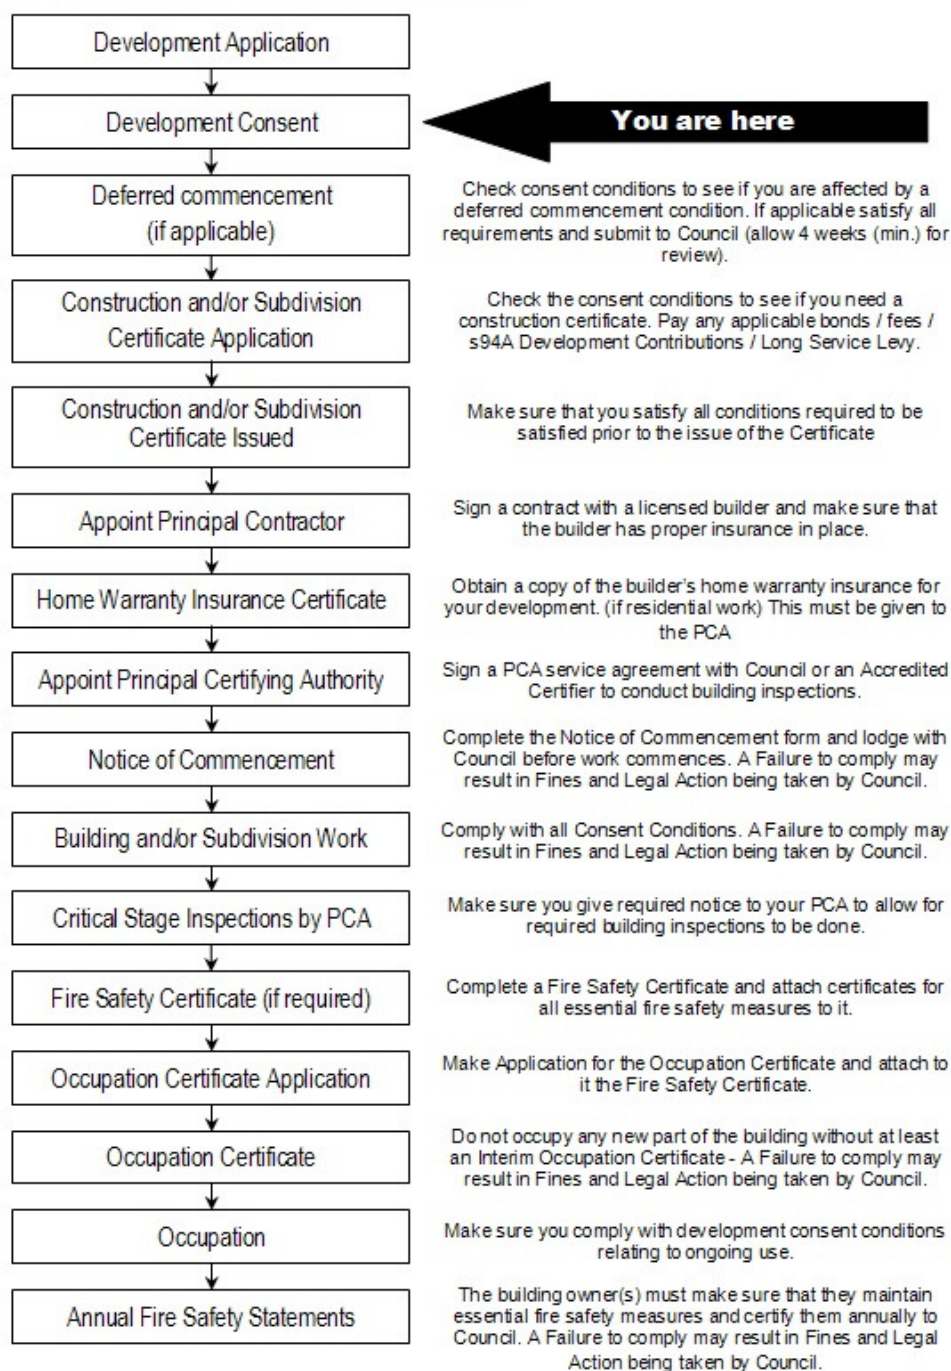 Development Application
Development Consent
You are here
Deferred commencement
(if applicable)
Check consent conditions to see if you are affected by a
deferred commencement condition. If applicable satisfy all
requirements and submit to Council (allow 4 weeks (min.) for
review).
Construction and/or Subdivision
Certificate Application
Check the consent conditions to see if you need a
construction certificate. Pay any applicable bonds / fees /
s94A Development Contributions / Long Service Levy.
Construction and/or Subdivision
Certificate Issued
Make sure that you satisfy all conditions required to be
satisfied prior to the issue of the Certificate
Appoint Principal Contractor
Sign a contract with a licensed builder and make sure that
the builder has proper insurance in place.
Home Warranty Insurance Certificate
Obtain a copy of the builder's home warranty insurance for
your development. (if residential work) This must be given to
the PCA
Appoint Principal Certifying Authority
Sign a PCA service agreement with Council or an Accredited
Certifier to conduct building inspections.
Notice of Commencement
Complete the Notice of Commencement form and lodge with
Council before work commences. A Failure to comply may
result in Fines and Legal Action being taken by Council.
Building and/or Subdivision Work
Comply with all Consent Conditions. A Failure to comply may
result in Fines and Legal Action being taken by Council.
Critical Stage Inspections by PCA
Make sure you give required notice to your PCA to allow for
required building inspections to be done.
Fire Safety Certificate (if required)
Complete a Fire Safety Certificate and attach certificates for
all essential fire safety measures to it.
Occupation Certificate Application
Make Application for the Occupation Certificate and attach to
it the Fire Safety Certificate.
Occupation Certificate
Do not occupy any new part of the building without at least
an Interim Occupation Certificate - A Failure to comply may
result in Fines and Legal Action being taken by Council.
Occupation
Make sure you comply with development consent conditions
relating to ongoing use.
Annual Fire Safety Statements
The building owner(s) must make sure that they maintain
essential fire safety measures and certify them annually to
Council. A Failure to comply may result in Fines and Legal
Action being taken by Council.